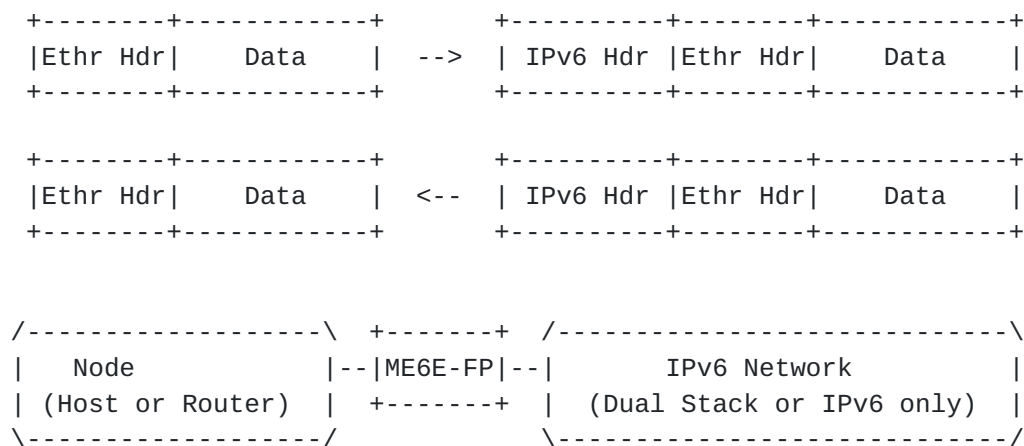 +--------+------------+       +----------+--------+------------+
|Ethr Hdr|    Data    |  -->  | IPv6 Hdr |Ethr Hdr|    Data    |
+--------+------------+       +----------+--------+------------+
+--------+------------+       +----------+--------+------------+
|Ethr Hdr|    Data    |  <--  | IPv6 Hdr |Ethr Hdr|    Data    |
+--------+------------+       +----------+--------+------------+
/-------------------\  +-------+  /-----------------------------\
|   Node            |--|ME6E-FP|--|       IPv6 Network          |
| (Host or Router)  |  +-------+  |  (Dual Stack or IPv6 only)  |
\-------------------/             \-----------------------------/